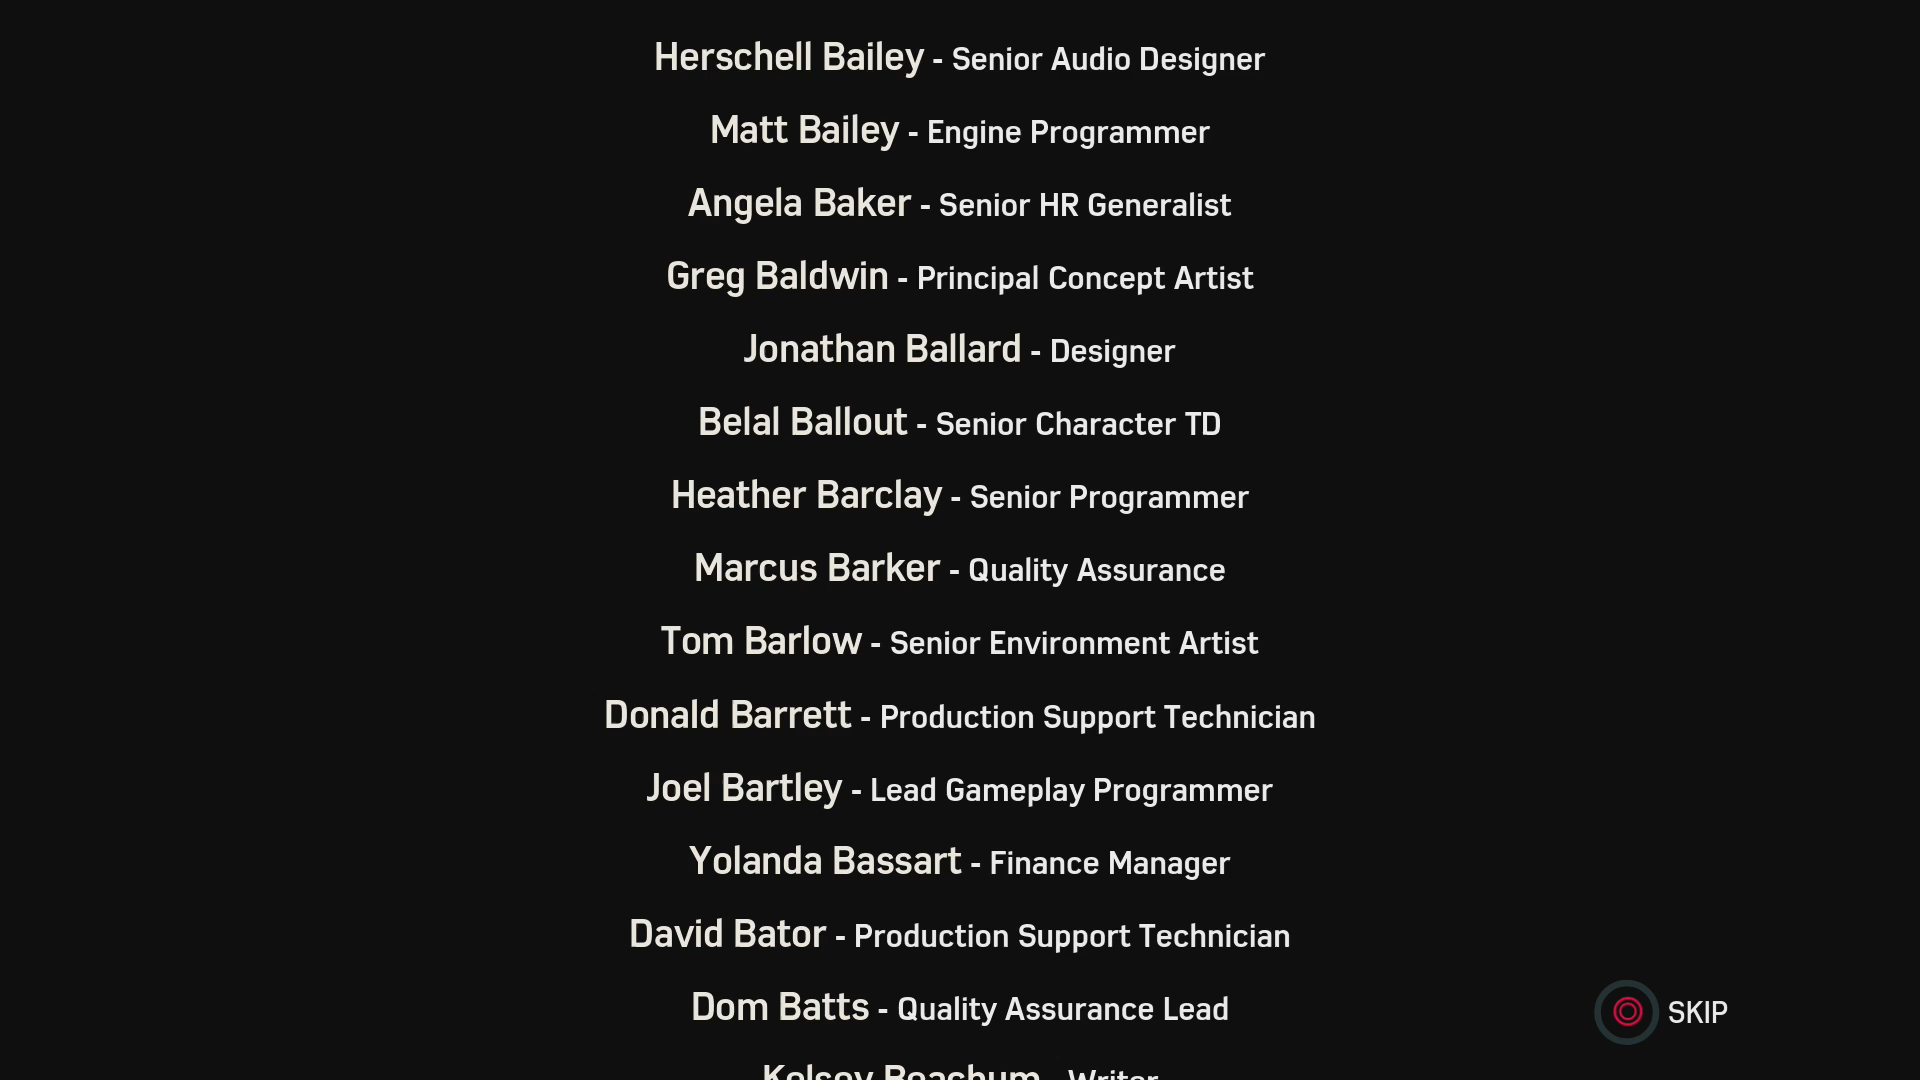 Herschell Bailey - Senior Audio Designer
Matt Bailey - Engine Programmer
Angela Baker - Senior HR Generalist
Greg Baldwin - Principal Concept Artist
Jonathan Ballard - Designer
Belal Ballout - Senior Character TD
Heather Barclay - Senior Programmer
Marcus Barker - Quality Assurance
Tom Barlow - Senior Environment Artist
Donald Barrett - Production Support Technician
Joel Bartley - Lead Gameplay Programmer
Yolanda Bassart - Finance Manager
David Bator - Production Support Technician
Dom Batts - Quality Assurance Lead
SKIP
Kelsey Beachum - Writer